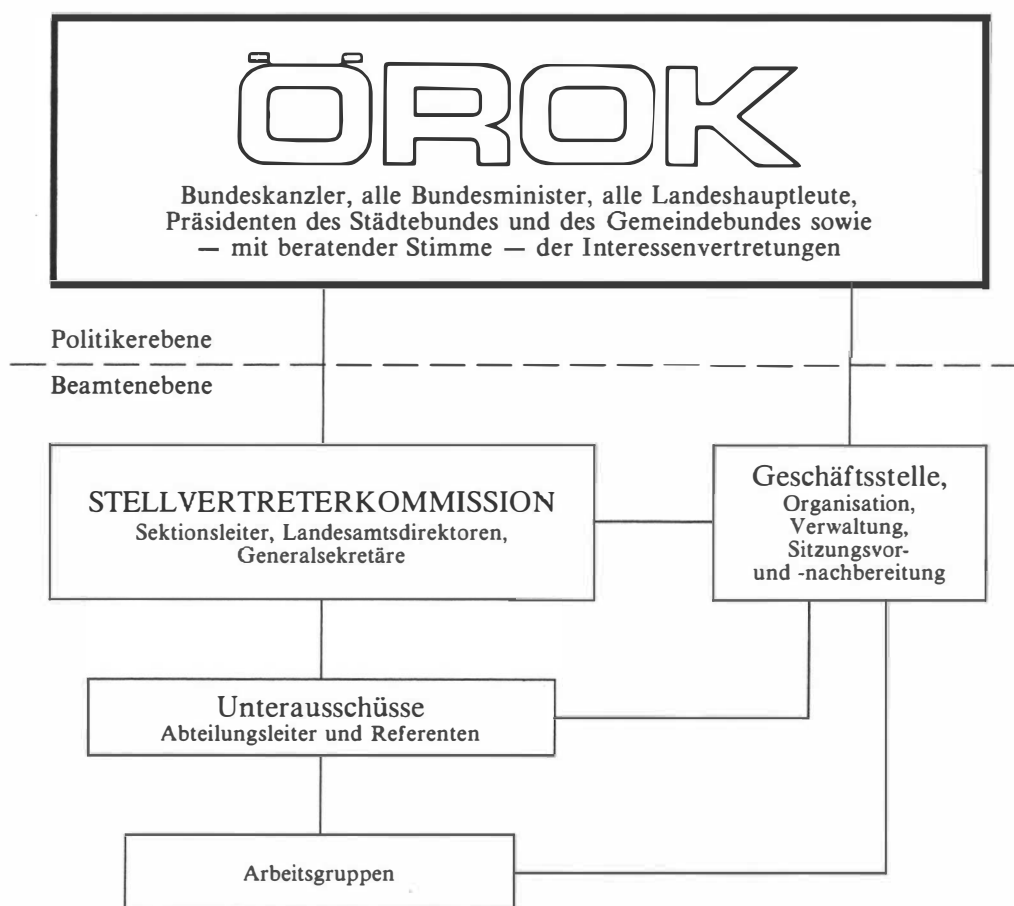 ÖROK
Bundeskanzler, alle Bundesminister, alle Landeshauptleute,
Präsidenten des Städtebundes und des Gemeindebundes sowie
— mit beratender Stimme — der Interessenvertretungen
Politikerebene
Beamtenebene
STELLVERTRETERKOMMISSION
Sektionsleiter, Landesamtsdirektoren,
Generalsekretäre
Geschäftsstelle,
Organisation,
Verwaltung,
Sitzungsvor-
und -nachbereitung
Unterausschüsse
Abteilungsleiter und Referenten
Arbeitsgruppen